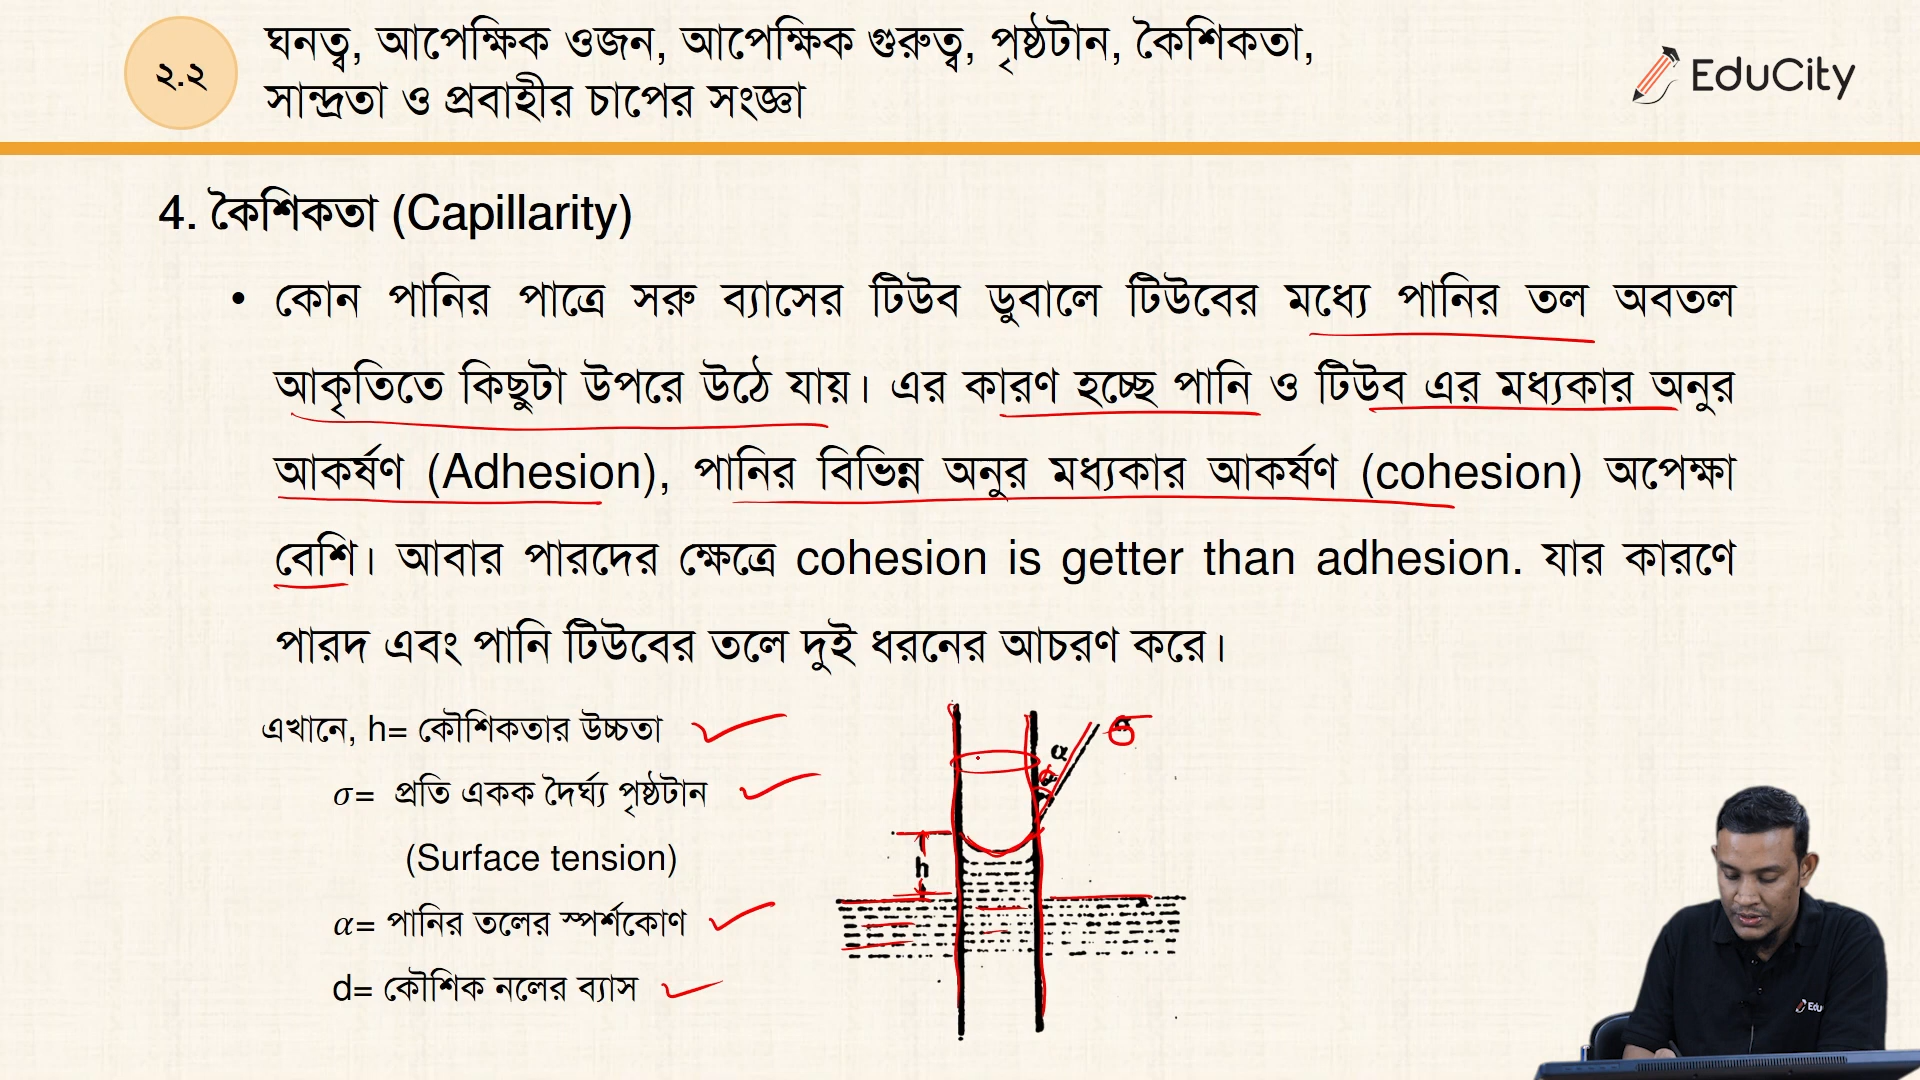 ২.২
ঘনত্ব, আপেক্ষিক ওজন, আপেক্ষিক গুরুত্ব, পৃষ্ঠটান, কৈশিকতা,
সান্দ্রতা ও প্রবাহীর চাপের সংজ্ঞা
EduCity
4. কৈশিকতা (Capillarity)
• কোন পানির পাত্রে সরু ব্যাসের টিউব ডুবালে টিউবের মধ্যে পানির তল অবতল
আকৃতিতে কিছুটা উপরে উঠে যায়। এর কারণ হচ্ছে পানি ও টিউব এর মধ্যকার অনুর
আকর্ষণ (Adhesion), পানির বিভিন্ন অনুর মধ্যকার আকর্ষণ (cohesion) অপেক্ষা
বেশি। আবার পারদের ক্ষেত্রে cohesion is getter than adhesion. যার কারণে
পারদ এবং পানি টিউবের তলে দুই ধরনের আচরণ করে।
এখানে, h= কৌশিকতার উচ্চতা
σ= প্রতি একক দৈর্ঘ্য পৃষ্ঠটান
(Surface tension)
α= পানির তলের স্পর্শকোণ
d= কৌশিক নলের ব্যাস
σ
α
h
Edu